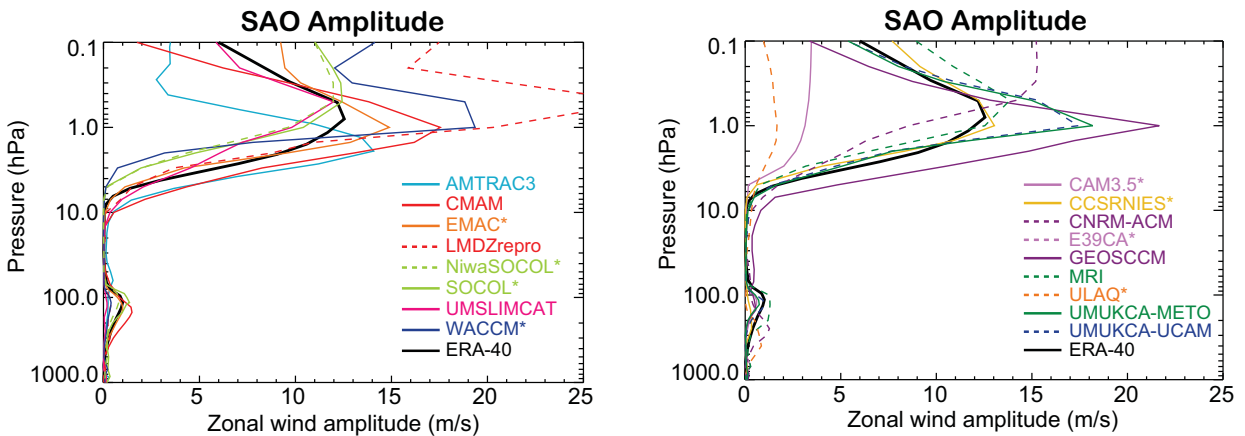 SAO Amplitude
0.1
1.0
10.0
100.0
1000.0
Pressure (hPa)
AMTRAC3
CMAM
EMAC*
LMDZrepro
NiwaSOCOL*
SOCOL*
UMSLIMCAT
WACCM*
ERA-40
0 5 10 15 20 25
Zonal wind amplitude (m/s)
SAO Amplitude
0.1
1.0
10.0
100.0
1000.0
Pressure (hPa)
CAM3.5*
CCSRNIES*
CNRM-ACM
E39CA*
GEOSCCM
MRI
ULAQ*
UMUKCA-METO
UMUKCA-UCAM
ERA-40
0 5 10 15 20 25
Zonal wind amplitude (m/s)